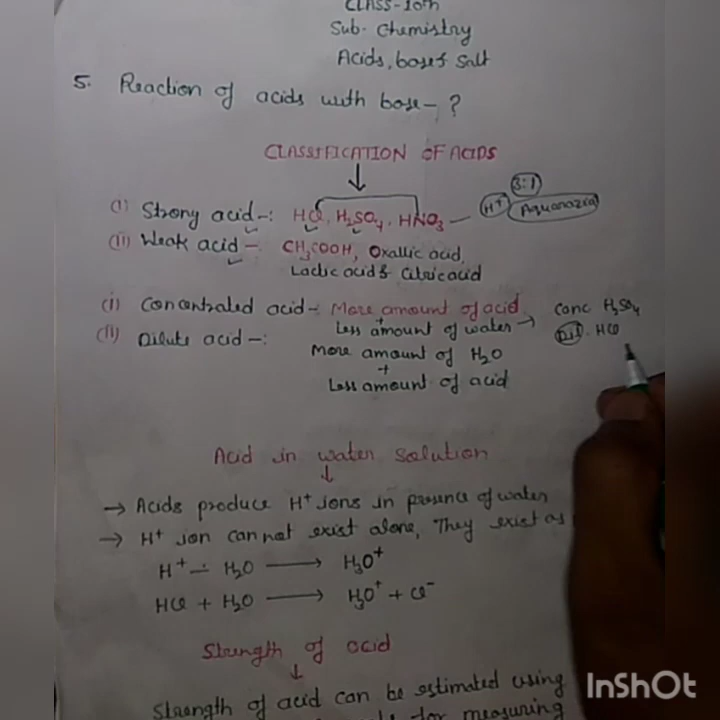 CLASS-10th
Sub- Chemistry
Acids, bases Salt
5. Reaction of acids with base- ?
CLASSIFICATION OF ACIDS
3:1
(i) Strong acid-: HCl, H2SO4, HNO3 — H+ Aquarazia
(ii) Weak acid-: CH3COOH, Oxallic acid,
Lactic acid & Citric acid
(i) Concentrated acid-: More amount of acid
+
Less amount of water → Conc H2SO4
(ii) Dilute acid-: Dil. HCl
More amount of H2O
+
Less amount of acid
Acid in water solution
↓
→ Acids produce H+ ions in presence of water
→ H+ ion can not exist alone, They exist as
H+ + H2O → H3O+
HCl + H2O → H3O+ + Cl-
Strength of acid
↓
Strength of acid can be estimated using
for measuring
InShOt